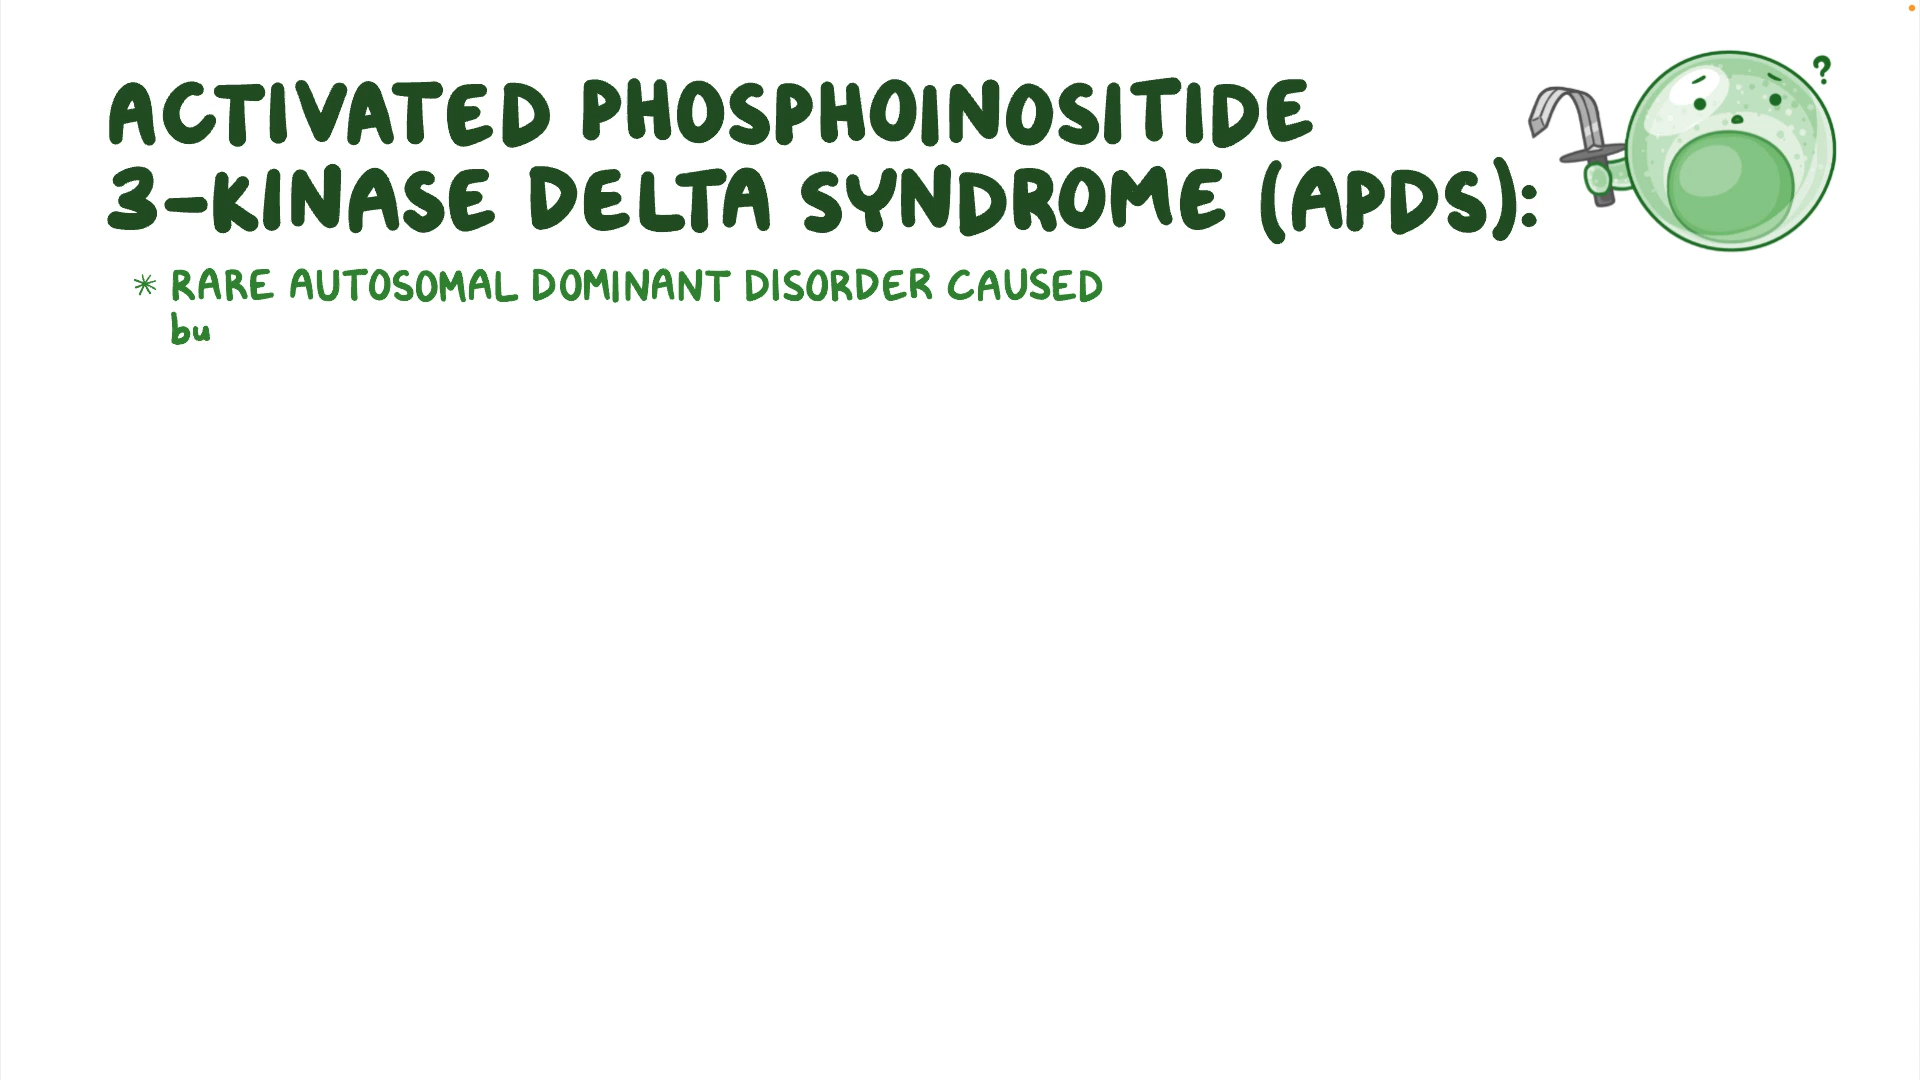 ACTIVATED PHOSPHOINOSITIDE
3-KINASE DELTA SYNDROME (APDS):
* RARE AUTOSOMAL DOMINANT DISORDER CAUSED
bu
?